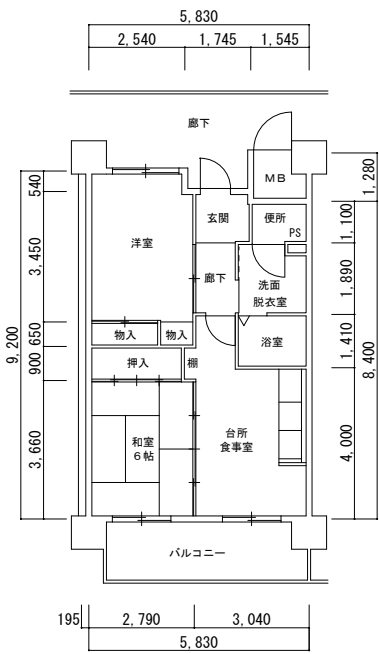 5,830
2,540
1,745
1,545
廊下
MB
玄関
便所
PS
洋室
廊下
洗面
脱衣室
物入
物入
浴室
押入
棚
和室
6帖
台所
食事室
バルコニー
540
3,450
650
900
3,660
9,200
1,280
1,100
1,890
1,410
4,000
8,400
195
2,790
3,040
5,830